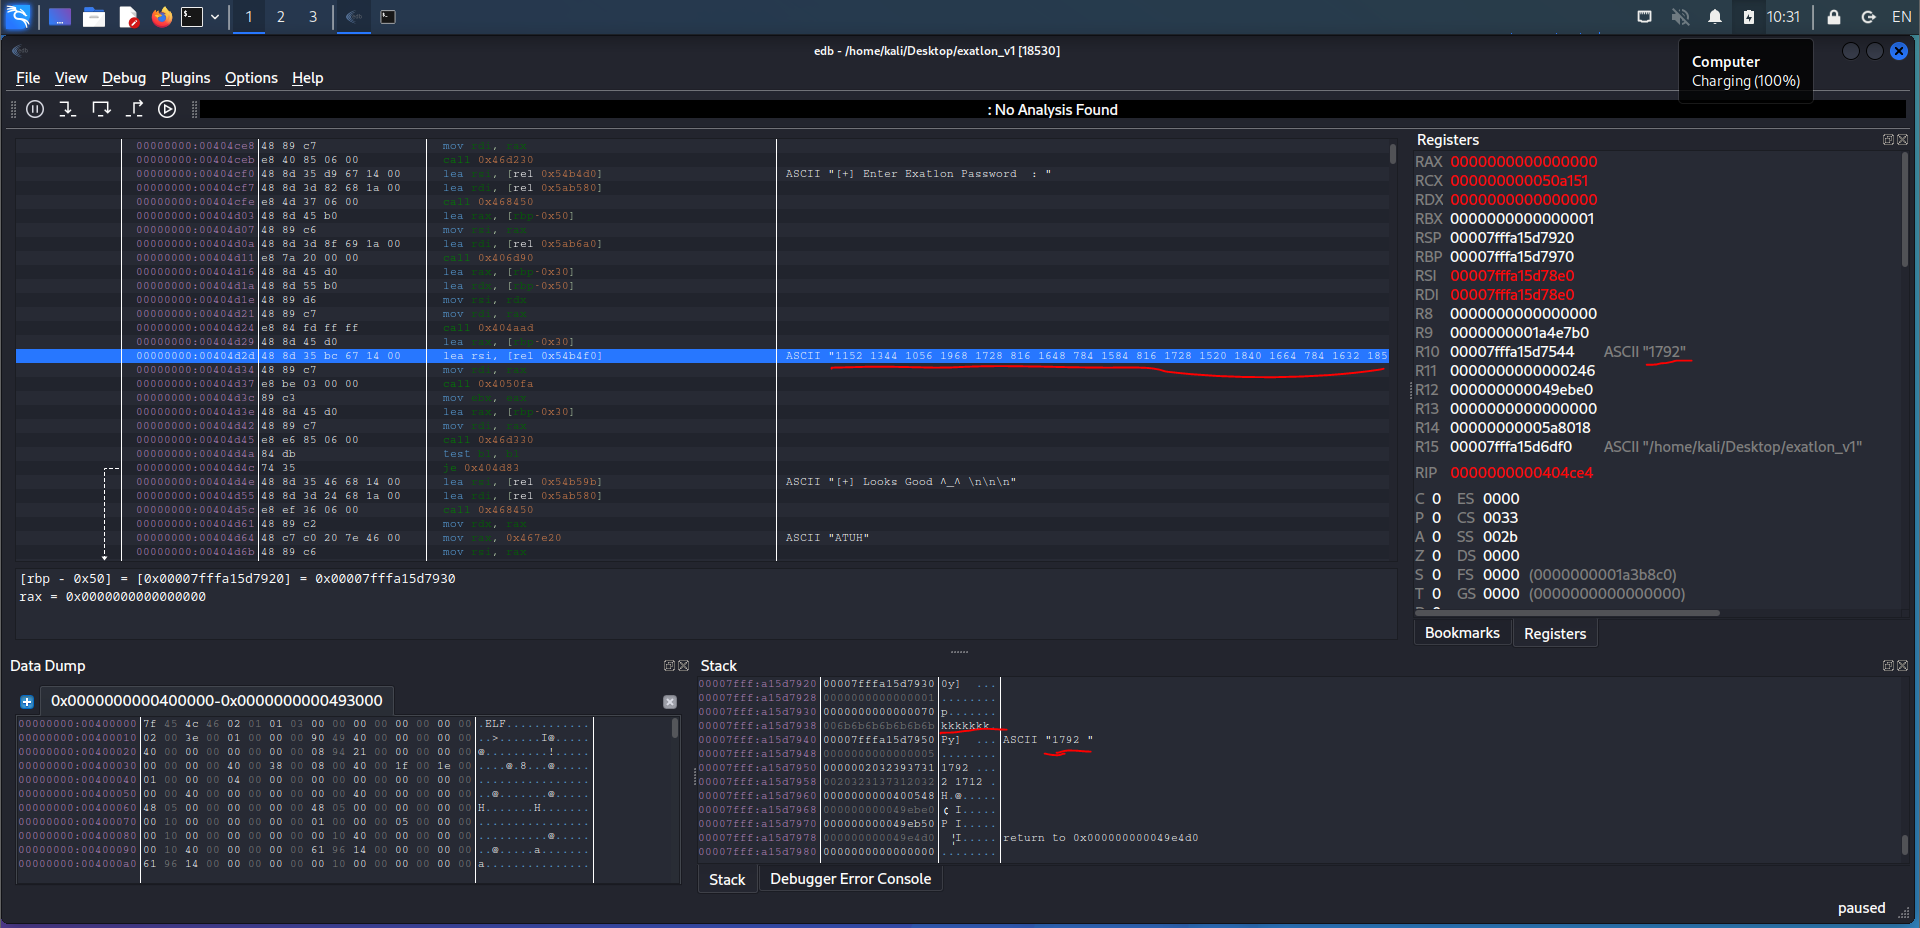 1 2 3
10:31 EN
edb - /home/kali/Desktop/exatlon_v1 [18530]
Computer
Charging (100%)
File View Debug Plugins Options Help
: No Analysis Found
00000000:00404ce8 48 89 c7 mov rdi, rax
00000000:00404ceb e8 40 85 06 00 call 0x46d230
00000000:00404cf0 48 8d 35 d9 67 14 00 lea rsi, [rel 0x54b4d0] ASCII "[+] Enter Exatlon Password  : "
00000000:00404cf7 48 8d 3d 82 68 1a 00 lea rdi, [rel 0x5ab580]
00000000:00404cfe e8 4d 37 06 00 call 0x468450
00000000:00404d03 48 8d 45 b0 lea rax, [rbp-0x50]
00000000:00404d07 48 89 c6 mov rsi, rax
00000000:00404d0a 48 8d 3d 8f 69 1a 00 lea rdi, [rel 0x5ab6a0]
00000000:00404d11 e8 7a 20 00 00 call 0x406d90
00000000:00404d16 48 8d 45 d0 lea rax, [rbp-0x30]
00000000:00404d1a 48 8d 55 b0 lea rdx, [rbp-0x50]
00000000:00404d1e 48 89 d6 mov rsi, rdx
00000000:00404d21 48 89 c7 mov rdi, rax
00000000:00404d24 e8 84 fd ff ff call 0x404aad
00000000:00404d29 48 8d 45 d0 lea rax, [rbp-0x30]
00000000:00404d2d 48 8d 35 bc 67 14 00 lea rsi, [rel 0x54b4f0] ASCII "1152 1344 1056 1968 1728 816 1648 784 1584 816 1728 1520 1840 1664 784 1632 185
00000000:00404d34 48 89 c7 mov rdi, rax
00000000:00404d37 e8 be 03 00 00 call 0x4050fa
00000000:00404d3c 89 c3 mov ebx, eax
00000000:00404d3e 48 8d 45 d0 lea rax, [rbp-0x30]
00000000:00404d42 48 89 c7 mov rdi, rax
00000000:00404d45 e8 e6 85 06 00 call 0x46d330
00000000:00404d4a 84 db test bl, bl
00000000:00404d4c 74 35 je 0x404d83
00000000:00404d4e 48 8d 35 46 68 14 00 lea rsi, [rel 0x54b59b] ASCII "[+] Looks Good ^_^ \n\n\n"
00000000:00404d55 48 8d 3d 24 68 1a 00 lea rdi, [rel 0x5ab580]
00000000:00404d5c e8 ef 36 06 00 call 0x468450
00000000:00404d61 48 89 c2 mov rdx, rax
00000000:00404d64 48 c7 c0 20 7e 46 00 mov rax, 0x467e20 ASCII "ATUH"
00000000:00404d6b 48 89 c6 mov rsi, rax
[rbp - 0x50] = [0x00007fffa15d7920] = 0x00007fffa15d7930
rax = 0x0000000000000000
Registers
RAX 0000000000000000
RCX 000000000050a151
RDX 0000000000000000
RBX 0000000000000001
RSP 00007fffa15d7920
RBP 00007fffa15d7970
RSI 00007fffa15d78e0
RDI 00007fffa15d78e0
R8 0000000000000000
R9 0000000001a4e7b0
R10 00007fffa15d7544 ASCII "1792"
R11 0000000000000246
R12 000000000049ebe0
R13 0000000000000000
R14 00000000005a8018
R15 00007fffa15d6df0 ASCII "/home/kali/Desktop/exatlon_v1"
RIP 0000000000404ce4
C 0 ES 0000
P 0 CS 0033
A 0 SS 002b
Z 0 DS 0000
S 0 FS 0000 (0000000001a3b8c0)
T 0 GS 0000 (0000000000000000)
Bookmarks Registers
Data Dump
0x0000000000400000-0x0000000000493000
00000000:00400000 7f 45 4c 46 02 01 01 03 00 00 00 00 00 00 00 00 .ELF............
00000000:00400010 02 00 3e 00 01 00 00 00 90 49 40 00 00 00 00 00 ..>......I@.....
00000000:00400020 40 00 00 00 00 00 00 00 08 94 21 00 00 00 00 00 @.........!.....
00000000:00400030 00 00 00 00 40 00 38 00 08 00 40 00 1f 00 1e 00 ....@.8...@.....
00000000:00400040 01 00 00 00 04 00 00 00 00 00 00 00 00 00 00 00 ................
00000000:00400050 00 00 40 00 00 00 00 00 00 00 40 00 00 00 00 00 ..@.......@.....
00000000:00400060 48 05 00 00 00 00 00 00 48 05 00 00 00 00 00 00 H.......H.......
00000000:00400070 00 10 00 00 00 00 00 00 01 00 00 00 05 00 00 00 ................
00000000:00400080 00 10 00 00 00 00 00 00 00 10 40 00 00 00 00 00 ..........@.....
00000000:00400090 00 10 40 00 00 00 00 00 61 96 14 00 00 00 00 00 ..@.....a.......
00000000:004000a0 61 96 14 00 00 00 00 00 00 10 00 00 00 00 00 00 a...............
Stack
00007fff:a15d7920 00007fffa15d7930 0y] ...
00007fff:a15d7928 0000000000000001 ........
00007fff:a15d7930 0000000000000070 p.......
00007fff:a15d7938 006b6b6b6b6b6b6b kkkkkkk.
00007fff:a15d7940 00007fffa15d7950 Py] ... ASCII "1792 "
00007fff:a15d7948 0000000000000005 ........
00007fff:a15d7950 0000002032393731 1792 ...
00007fff:a15d7958 0020323137312032 2 1712 .
00007fff:a15d7960 0000000000400548 H.@.....
00007fff:a15d7968 000000000049ebe0 ¢ I.....
00007fff:a15d7970 000000000049eb50 P I.....
00007fff:a15d7978 000000000049e4d0 ¦I..... return to 0x000000000049e4d0
00007fff:a15d7980 0000000000000000 ........
Stack Debugger Error Console
paused